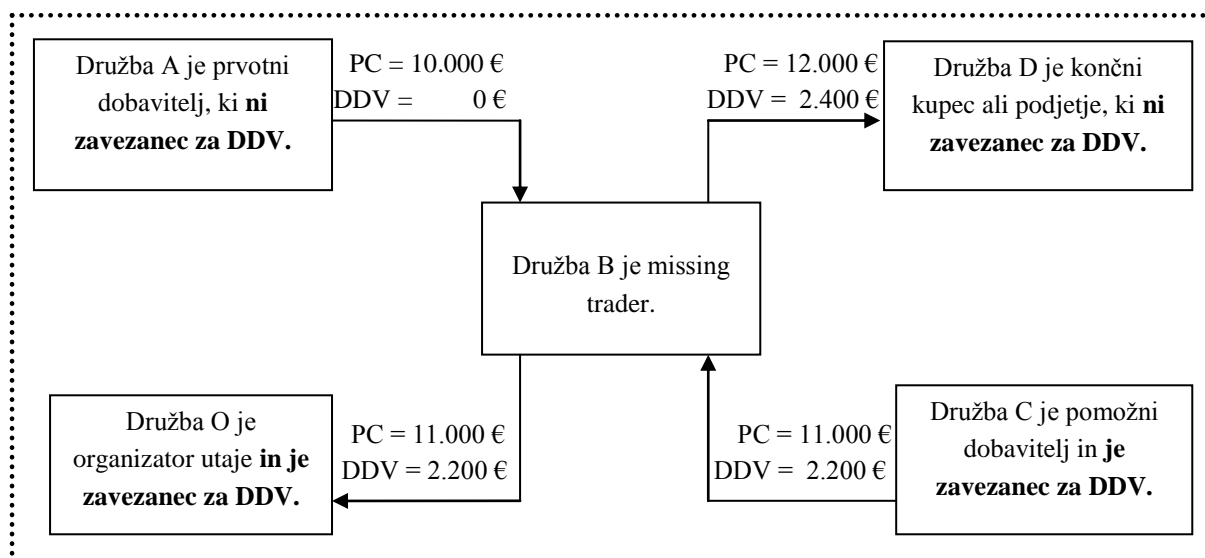 Družba A je prvotni
dobavitelj, ki ni
zavezanec za DDV.
PC = 10.000 €
DDV = 0 €
PC = 12.000 €
DDV = 2.400 €
Družba D je končni
kupec ali podjetje, ki ni
zavezanec za DDV.
Družba B je missing
trader.
Družba O je
organizator utaje in je
zavezanec za DDV.
PC = 11.000 €
DDV = 2.200 €
PC = 11.000 €
DDV = 2.200 €
Družba C je pomožni
dobavitelj in je
zavezanec za DDV.